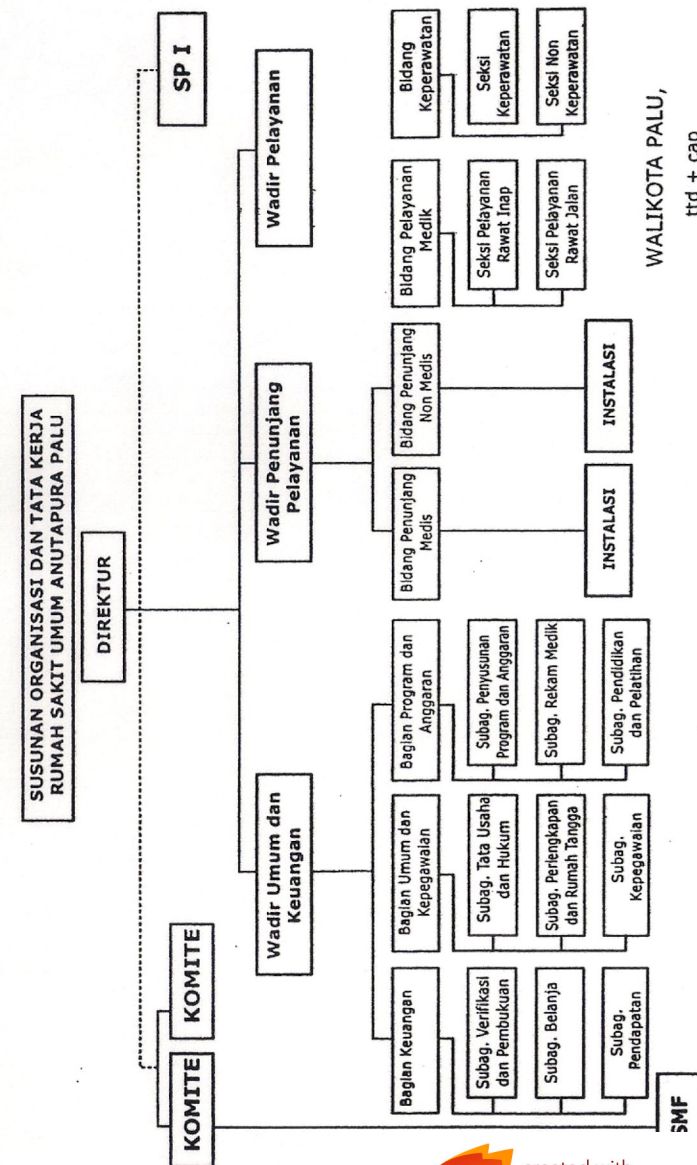 SUSUNAN ORGANISASI DAN TATA KERJA
RUMAH SAKIT UMUM ANUTAPURA PALU
DIREKTUR
KOMITE
KOMITE
SP I
Wadir Umum dan
Keuangan
Wadir Penunjang
Pelayanan
Wadir Pelayanan
Bagian Keuangan
Bagian Umum dan
Kepegawaian
Bagian Program dan
Anggaran
Bidang Penunjang
Medis
Bidang Penunjang
Non Medis
Bidang Pelayanan
Medik
Bidang
Keperawatan
Subag. Verifikasi
dan Pembukuan
Subag. Tata Usaha
dan Hukum
Subag. Penyusunan
Program dan Anggaran
Seksi Pelayanan
Rawat Inap
Seksi
Keperawatan
Subag. Belanja
Subag. Perlengkapan
dan Rumah Tangga
Subag. Rekam Medik
Seksi Pelayanan
Rawat Jalan
Seksi Non
Keperawatan
Subag.
Pendapatan
Subag.
Kepegawaian
Subag. Pendidikan
dan Pelatihan
INSTALASI
INSTALASI
SMF
WALIKOTA PALU,
ttd + cap